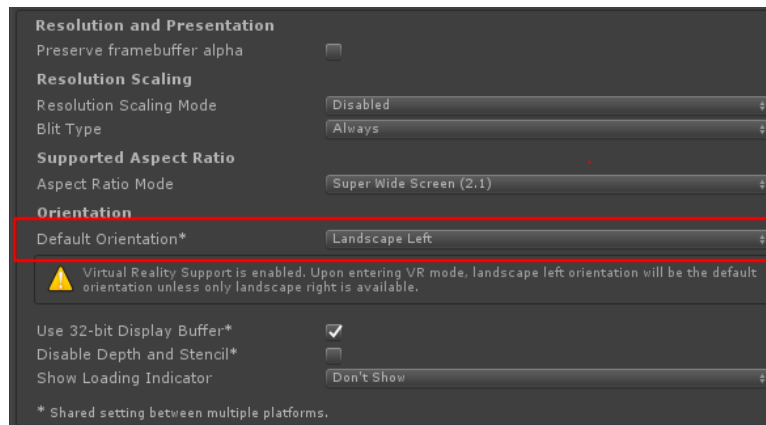 Resolution and Presentation
Preserve framebuffer alpha
Resolution Scaling
Resolution Scaling Mode Disabled
Blit Type Always
Supported Aspect Ratio
Aspect Ratio Mode Super Wide Screen (2.1)
Orientation
Default Orientation* Landscape Left
Virtual Reality Support is enabled. Upon entering VR mode, landscape left orientation will be the default
orientation unless only landscape right is available.
Use 32-bit Display Buffer*
Disable Depth and Stencil*
Show Loading Indicator Don't Show
* Shared setting between multiple platforms.